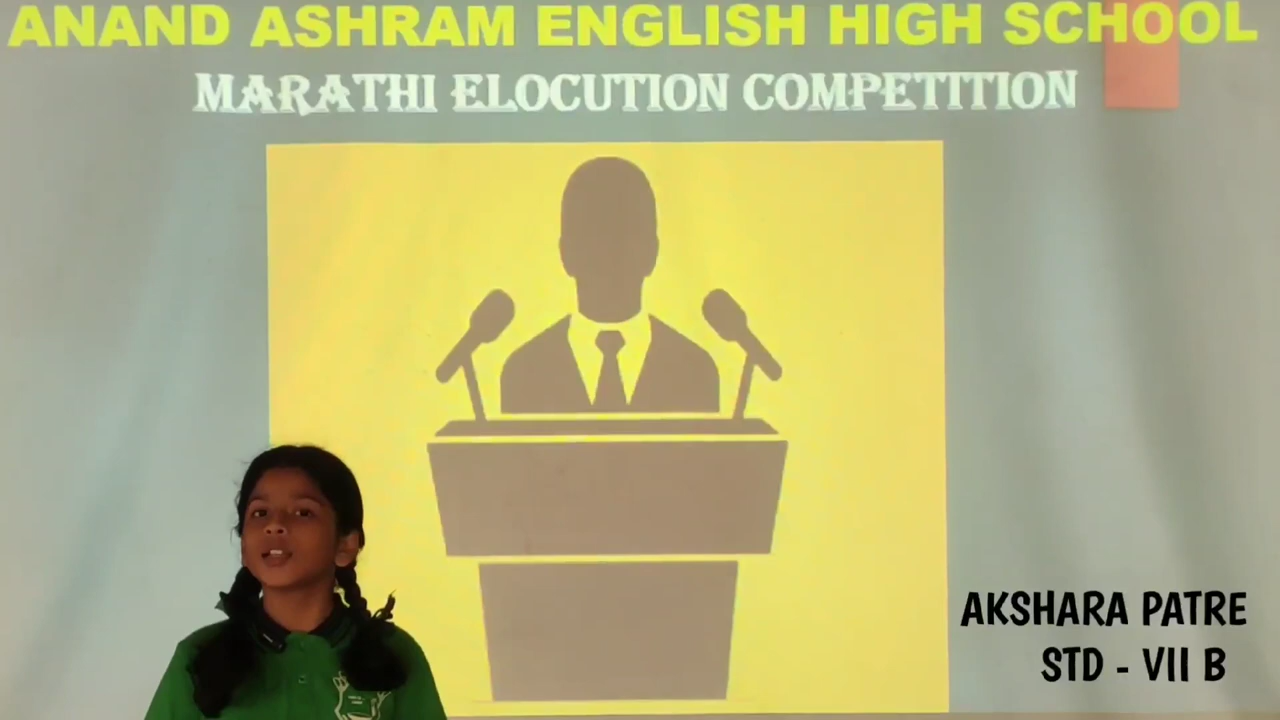 ANAND ASHRAM ENGLISH HIGH SCHOOL
MARATHI ELOCUTION COMPETITION
AKSHARA PATRE
STD - VII B